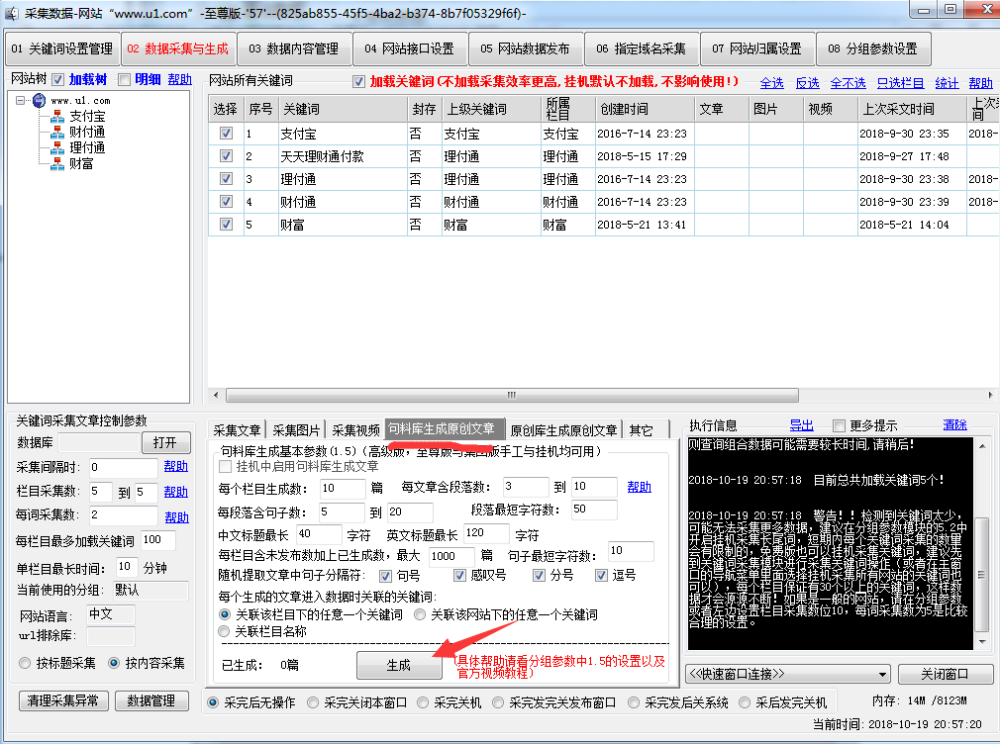 采集数据-网站“www.u1.com”-至尊版-'57'--(825ab855-45f5-4ba2-b374-8b7f05329f6f)-
01 关键词设置管理 02 数据采集与生成 03 数据内容管理 04 网站接口设置 05 网站数据发布 06 指定域名采集 07 网站归属设置 08 分组参数设置
网站树 加载树 明细 帮助
www.u1.com
支付宝
财付通
理付通
财富
网站所有关键词 加载关键词(不加载采集效率更高,挂机默认不加载,不影响使用!) 全选 反选 全不选 只选栏目 统计 帮助
选择 序号 关键词 封存 上级关键词 所属栏目 创建时间 文章 图片 视频 上次采文时间
1 支付宝 否 支付宝 支付宝 2016-7-14 23:23 2018-9-30 23:35 2018-
2 天天理财通付款 否 理付通 理付通 2018-5-15 17:29 2018-9-27 17:48
3 理付通 否 理付通 理付通 2016-7-14 23:23 2018-9-30 23:38 2018-
4 财付通 否 财付通 财付通 2016-7-14 23:23 2018-9-30 23:39 2018-
5 财富 否 财富 财富 2018-5-21 13:41 2018-5-21 14:04
关键词采集文章控制参数
数据库 打开
采集间隔时: 0 帮助
栏目采集数: 5 到 5 帮助
每词采集数: 2 帮助
每栏目最多加载关键词 100
单栏目最长时间: 10 分钟
当前使用的分组: 默认
网站语言: 中文
url排除库:
按标题采集 按内容采集
清理采集异常 数据管理
采集文章 采集图片 采集视频 句料库生成原创文章 原创库生成原创文章 其它
句料库生成基本参数(1.5)(高级版,至尊版与集团版手工与挂机均可用)
挂机中启用句料库生成文章
每个栏目生成数: 10 篇 每文章含段落数: 3 到 10 帮助
每段落含句子数: 5 到 20 段落最短字符数: 50
中文标题最长 40 字符 英文标题最长 120 字符
每栏目含未发布数加上已生成数,最大 1000 篇 句子最短字符数: 10
随机提取文章中句子分隔符: 句号 感叹号 分号 逗号
每个生成的文章进入数据时关联的关键词:
关联该栏目下的任意一个关键词 关联该网站下的任意一个关键词
关联栏目名称
已生成: 0篇 生成 (具体帮助请看分组参数中1.5的设置以及
官方视频教程)
采完后无操作 采完关闭本窗口 采完关机 采完发完关发布窗口 采完发后关系统 采后发完关机
执行信息 导出 更多提示 清除
则查询组合数据可能需要较长时间,请稍后!
2018-10-19 20:57:18 目前总共加载关键词5个!
2018-10-19 20:57:18 警告!!检测到关键词太少,
可能无法采集更多数据,建议在分组参数模块的5.2中
开启挂机采集长尾词,短期内每个关键词采集的数量
会有限制的,免费版也可以挂机采集关键词,建议先
到关键词采集模块进行采集关键词操作(或者在主窗
口的导航菜单里面选择挂机采集所有网站的关键词也
可以),每个栏目保证有30个以上的关键词,这样数
据才会源源不断!如果是一般的网站,请在分组参数
或者左边设置栏目采集数位10,每词采集数为5是比较
合理的设置。
<<快速窗口连接>> 关闭窗口
内存: 14M /8123M
当前时间: 2018-10-19 20:57:20